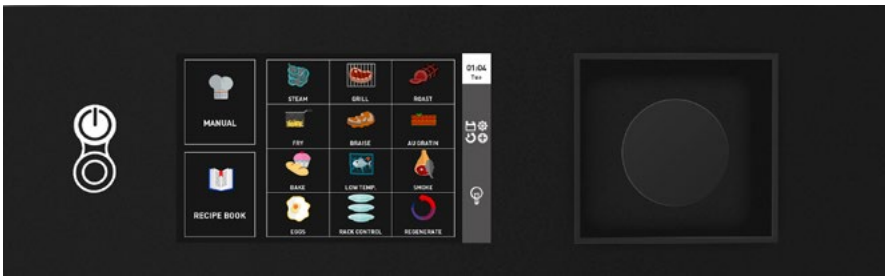 MANUAL
RECIPE BOOK
STEAM
GRILL
ROAST
FRY
BRAISE
AU GRATIN
BAKE
LOW TEMP.
SMOKE
EGGS
RACK CONTROL
REGENERATE
01:04
Tue